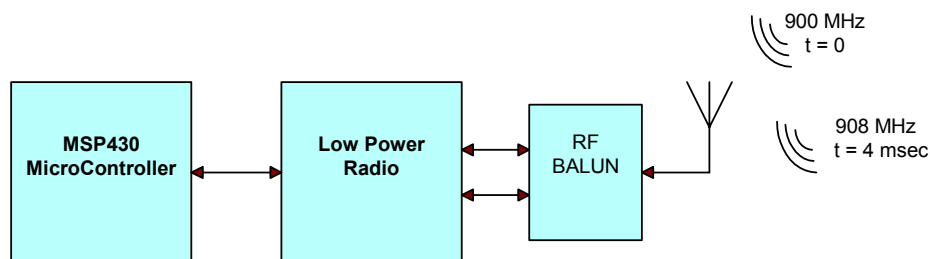 900 MHz
t = 0
MSP430
MicroController
Low Power
Radio
RF
BALUN
908 MHz
t = 4 msec